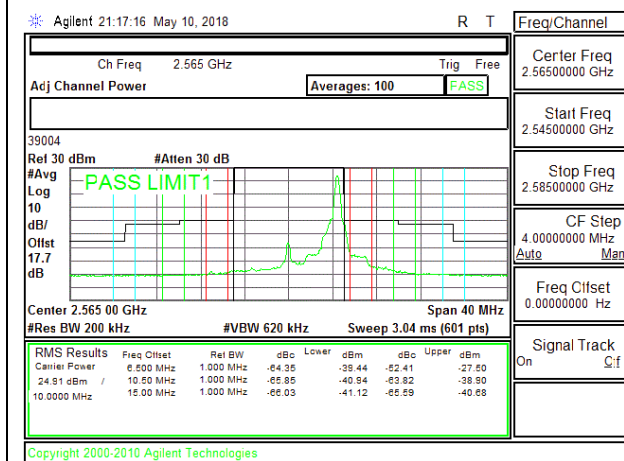 Agilent 21:17:16 May 10, 2018 R T
Freq/Channel
Ch Freq 2.565 GHz Trig Free
Adj Channel Power Averages: 100 PASS
Center Freq
2.56500000 GHz
Start Freq
2.54500000 GHz
Stop Freq
2.58500000 GHz
CF Step
4.00000000 MHz
Auto Man
Freq Offset
0.00000000 Hz
Signal Track
On Off
39004
Ref 30 dBm #Atten 30 dB
#Avg
Log
10
dB/
Offst
17.7
dB
PASS LIMIT1
Center 2.565 00 GHz Span 40 MHz
#Res BW 200 kHz #VBW 620 kHz Sweep 3.04 ms (601 pts)
RMS Results Freq Offset Ref BW dBc Lower dBm dBc Upper dBm
Carrier Power 6.500 MHz 1.000 MHz -64.35 -39.44 -52.41 -27.50
24.91 dBm / 10.50 MHz 1.000 MHz -65.85 -40.94 -63.82 -38.90
10.0000 MHz 15.00 MHz 1.000 MHz -66.03 -41.12 -65.59 -40.68
Copyright 2000-2010 Agilent Technologies